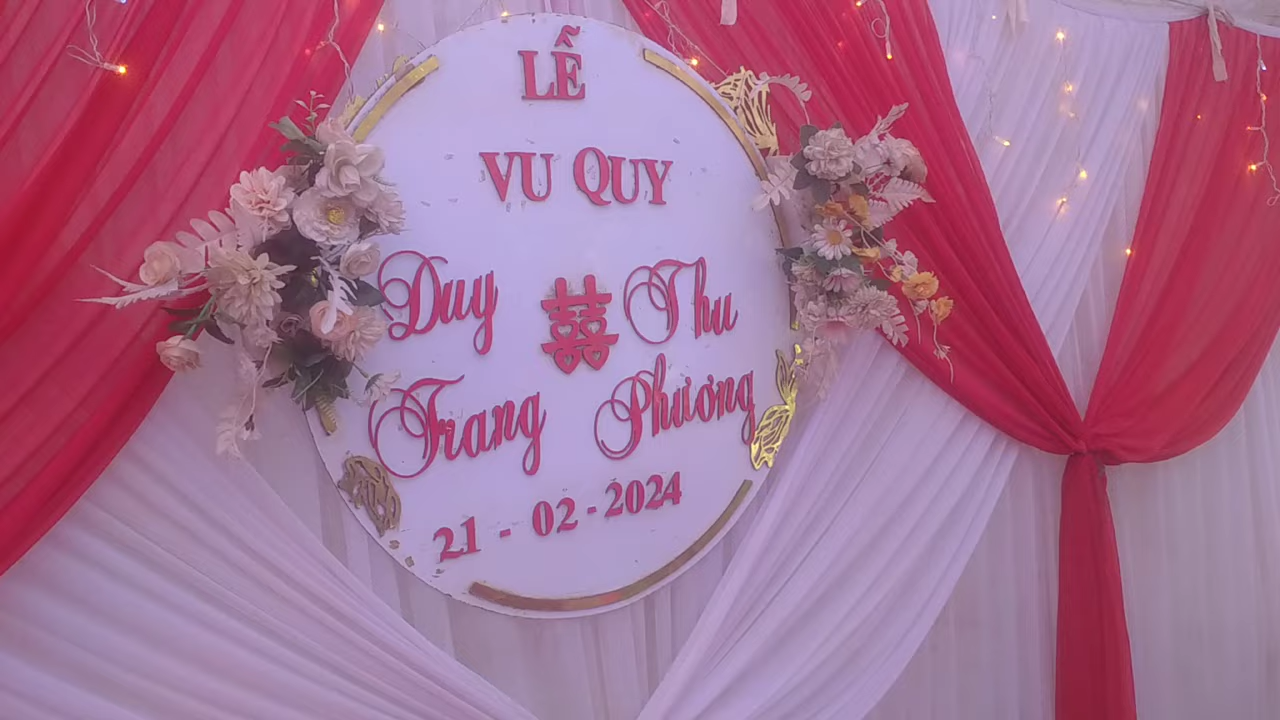 LỄ
VU QUY
Duy 囍 Thu
Trang Phương
21 - 02 - 2024